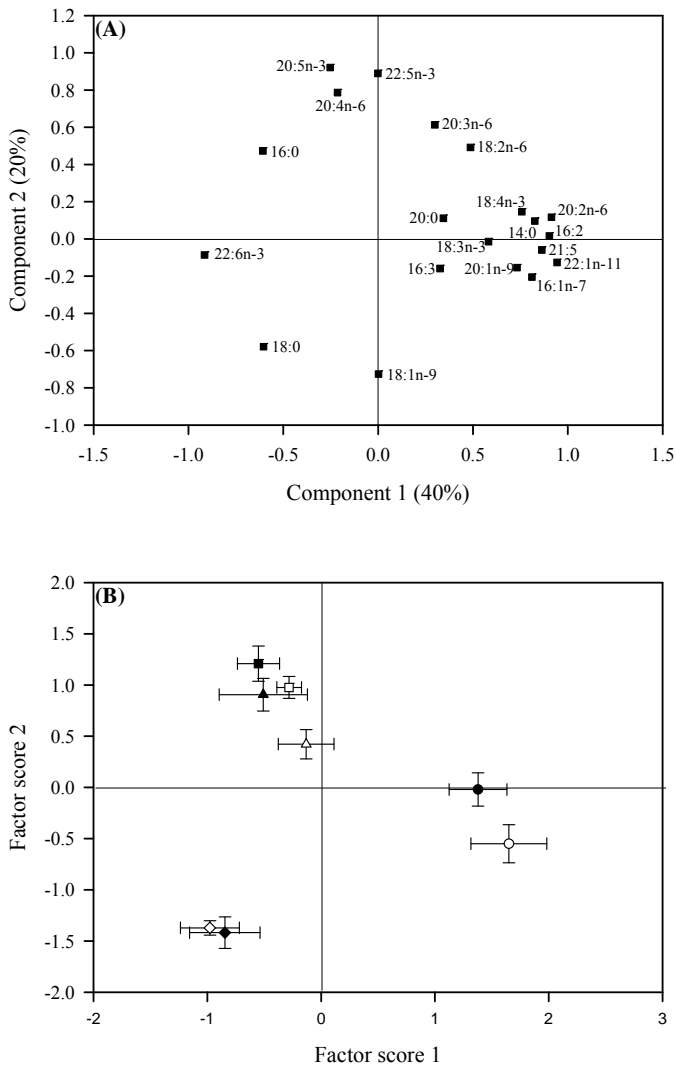 (A)
1.2
1.0
0.8
0.6
0.4
0.2
0.0
-0.2
-0.4
-0.6
-0.8
-1.0
Component 2 (20%)
20:5n-3
22:5n-3
20:4n-6
20:3n-6
16:0
18:2n-6
18:4n-3
20:2n-6
20:0
14:0
16:2
18:3n-3
21:5
22:6n-3
16:3
20:1n-9
22:1n-11
16:1n-7
18:0
18:1n-9
-1.5 -1.0 -0.5 0.0 0.5 1.0 1.5
Component 1 (40%)
(B)
2.0
1.5
1.0
0.5
0.0
-0.5
-1.0
-1.5
-2.0
Factor score 2
-2 -1 0 1 2 3
Factor score 1